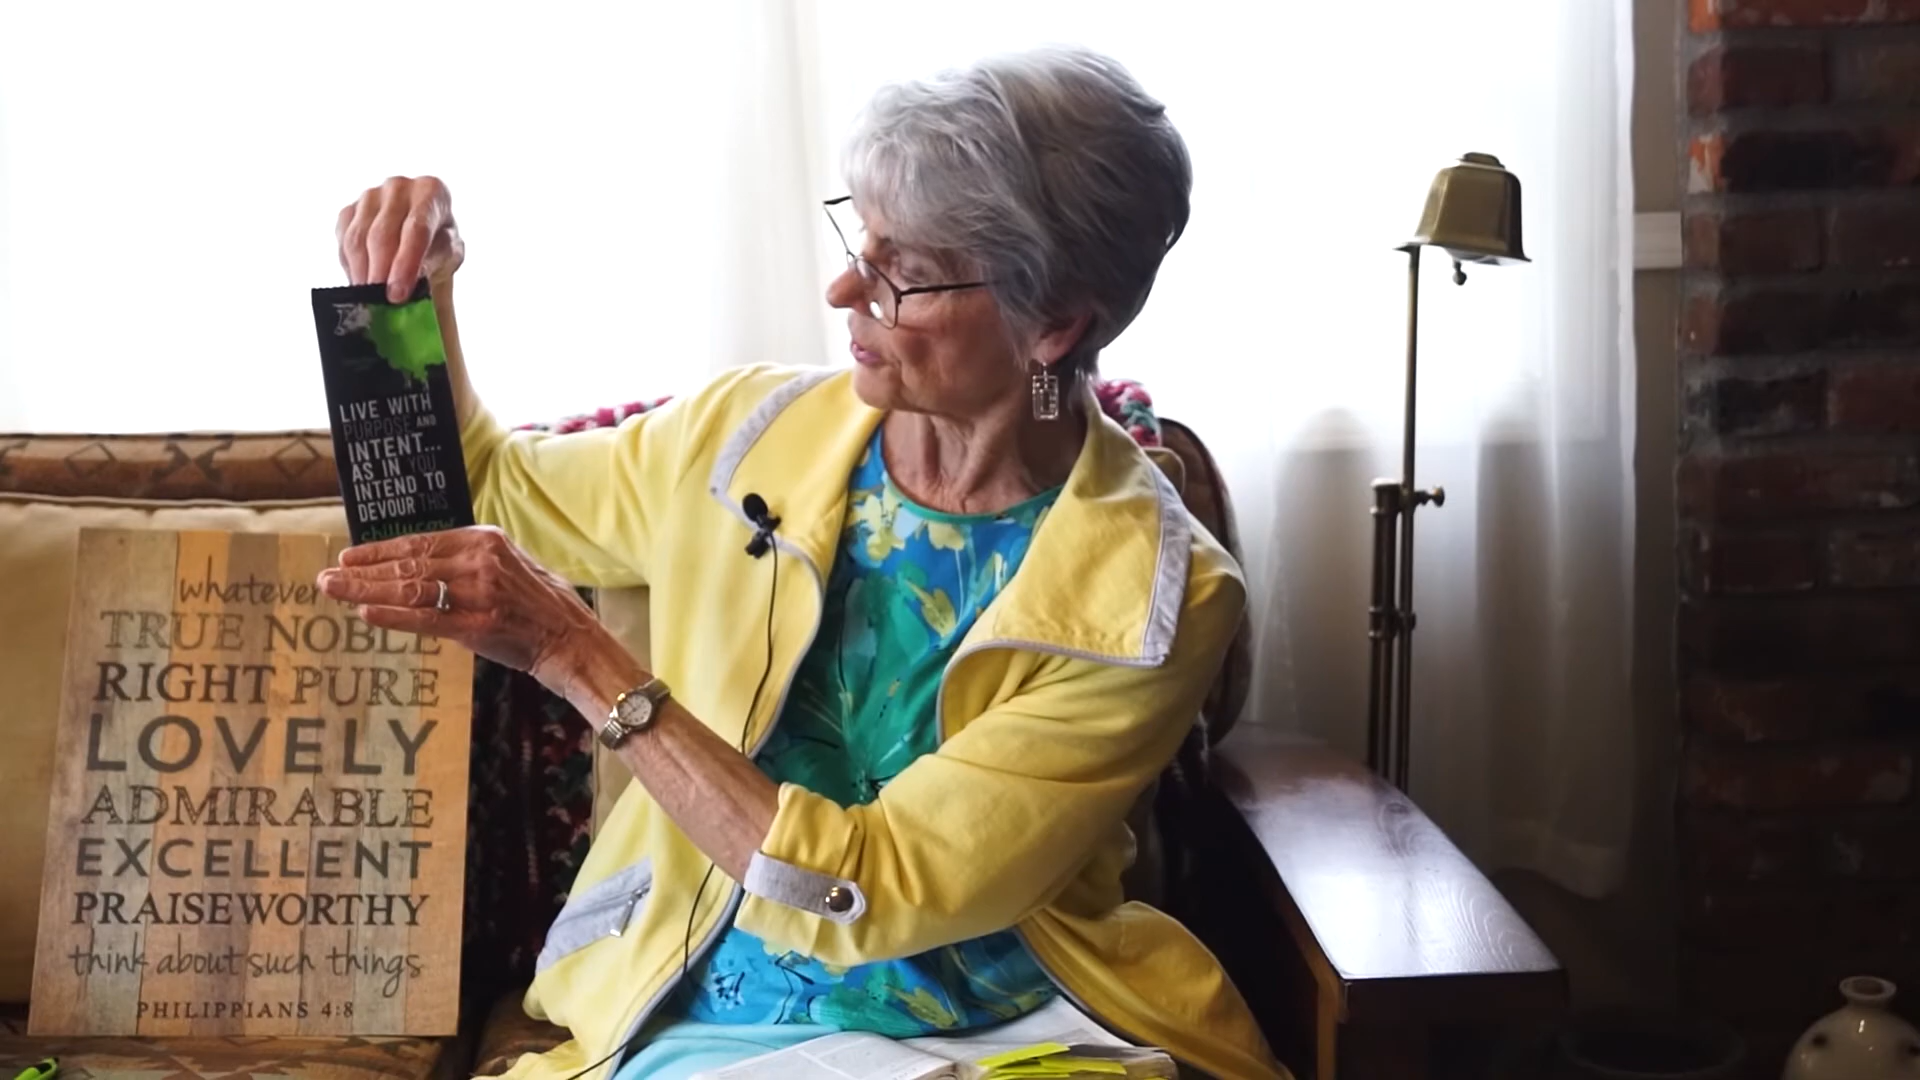 LIVE WITH
PURPOSE AND
INTENT...
AS IN YOU
INTEND TO
DEVOUR THIS.
chillycow
whatever
TRUE NOBLE
RIGHT PURE
LOVELY
ADMIRABLE
EXCELLENT
PRAISEWORTHY
think about such things
PHILIPPIANS 4:8